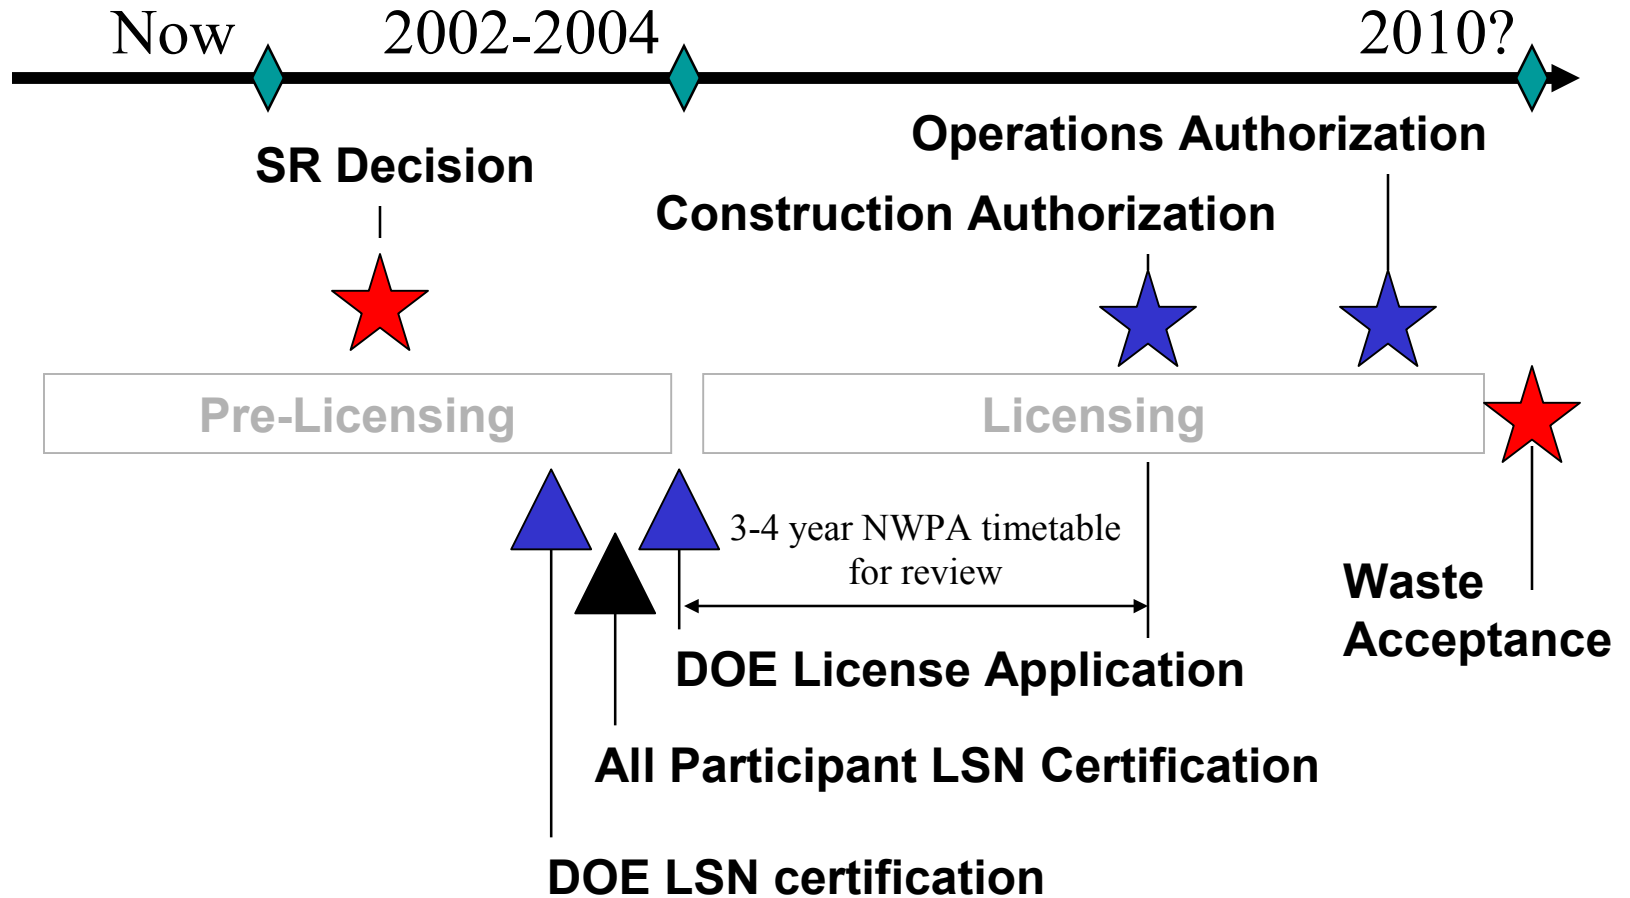 Now
2002-2004
2010?
Operations Authorization
SR Decision
Construction Authorization
Pre-Licensing
Licensing
3-4 year NWPA timetable
for review
Waste
Acceptance
DOE License Application
All Participant LSN Certification
DOE LSN certification